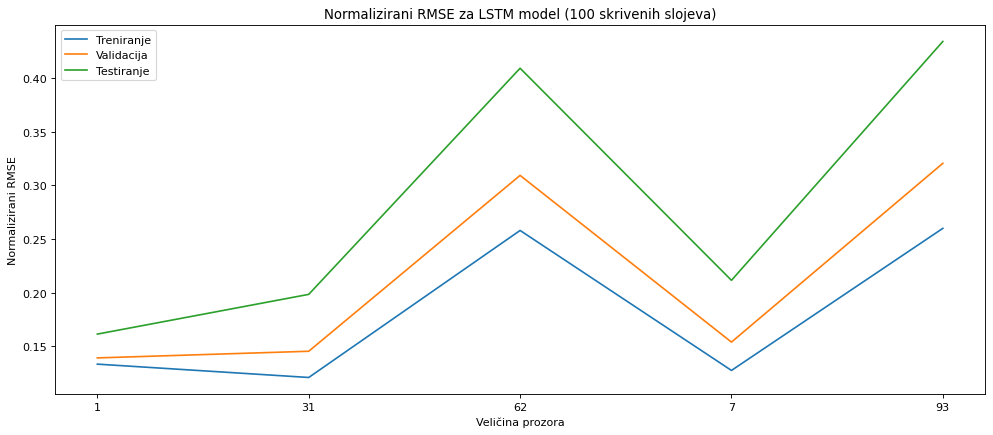 Normalizirani RMSE za LSTM model (100 skrivenih slojeva)
Treniranje
Validacija
Testiranje
Normalizirani RMSE
0.40
0.35
0.30
0.25
0.20
0.15
1 31 62 7 93
Veličina prozora